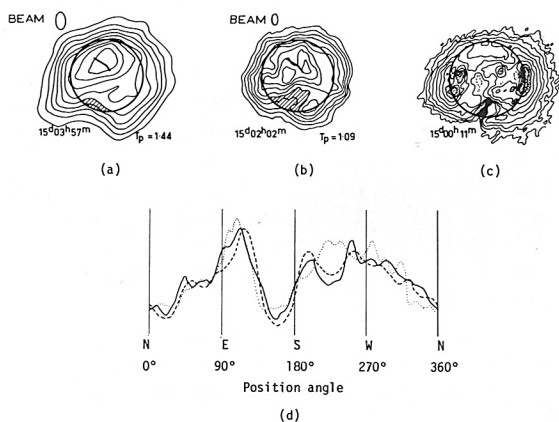 BEAM
BEAM
15d03h57m Tp = 1·44
15d02h02m Tp = 1·09
15d00h11m
(a) (b) (c)
N E S W N
0° 90° 180° 270° 360°
Position angle
(d)